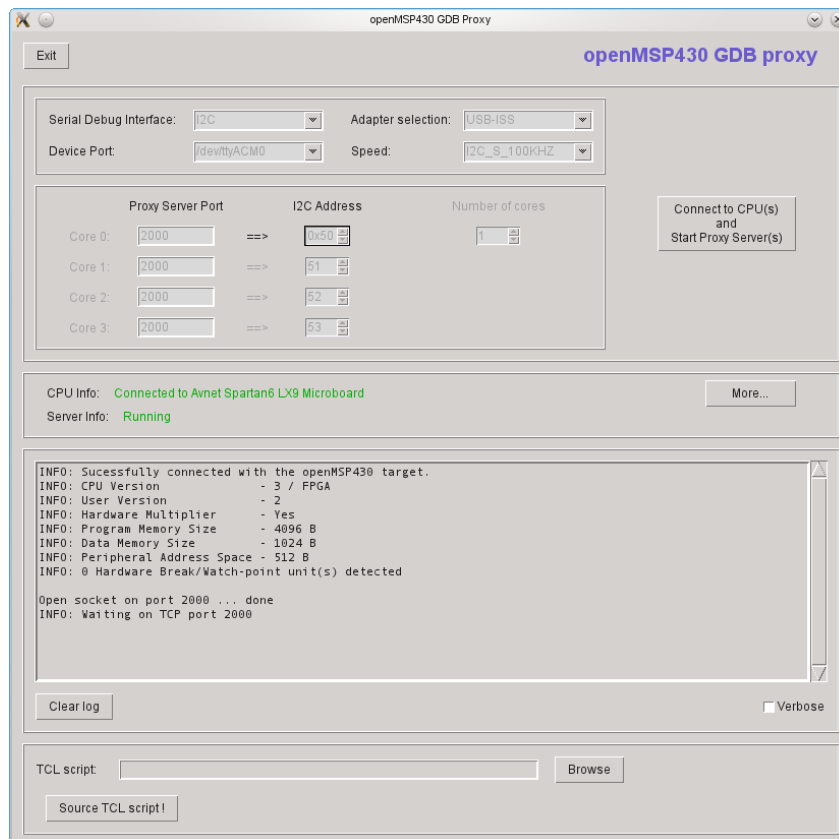 openMSP430 GDB Proxy
Exit
openMSP430 GDB proxy
Serial Debug Interface: I2C Adapter selection: USB-ISS
Device Port: /dev/ttyACM0 Speed: I2C_S_100KHZ
Proxy Server Port I2C Address Number of cores
Core 0: 2000 ==> 0x50 1
Core 1: 2000 ==> 51
Core 2: 2000 ==> 52
Core 3: 2000 ==> 53
Connect to CPU(s)
and
Start Proxy Server(s)
CPU Info: Connected to Avnet Spartan6 LX9 Microboard
More...
Server Info: Running
INFO: Sucessfully connected with the openMSP430 target.
INFO: CPU Version - 3 / FPGA
INFO: User Version - 2
INFO: Hardware Multiplier - Yes
INFO: Program Memory Size - 4096 B
INFO: Data Memory Size - 1024 B
INFO: Peripheral Address Space - 512 B
INFO: 0 Hardware Break/Watch-point unit(s) detected
Open socket on port 2000 ... done
INFO: Waiting on TCP port 2000
Clear log
Verbose
TCL script:
Browse
Source TCL script !